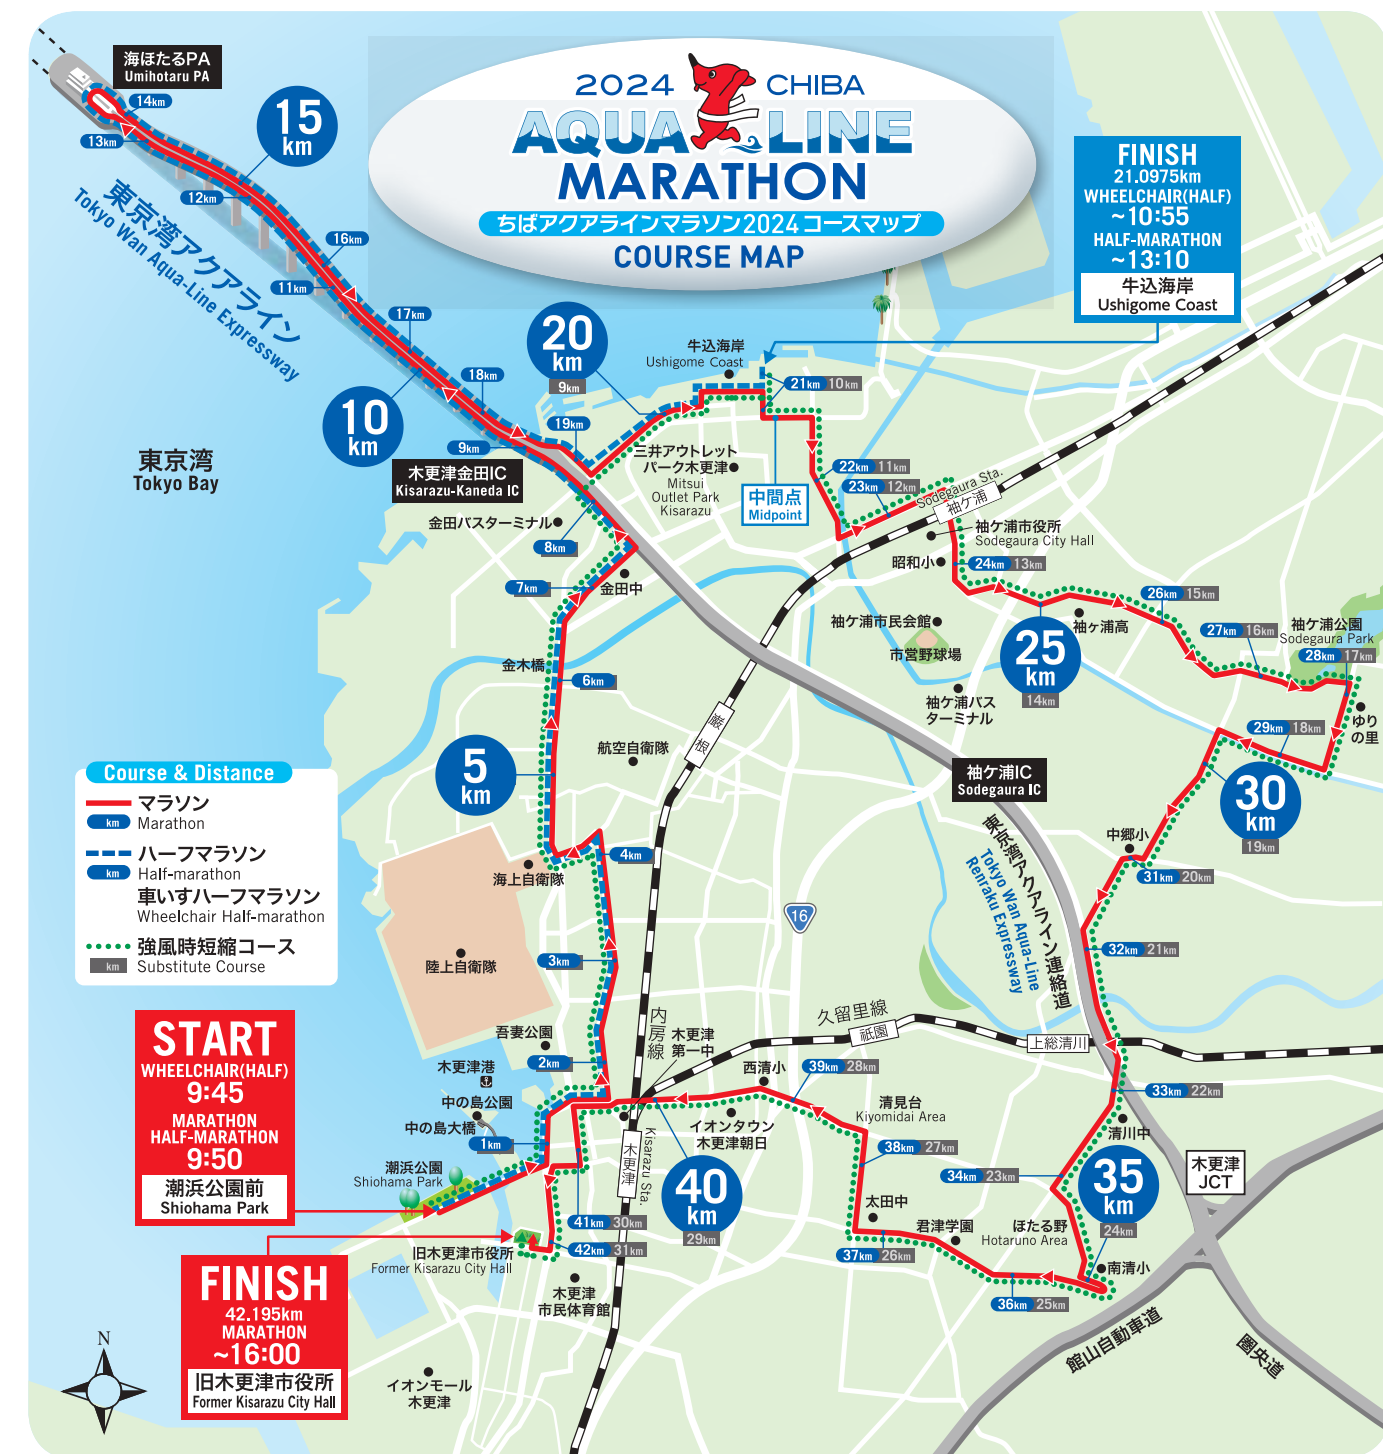 海ほたるPA
Umihotaru PA
14km
13km
15
km
12km
東京湾アクアライン
Tokyo Wan Aqua-Line Expressway
16km
11km
17km
18km
10
km
9km
19km
2024 CHIBA
AQUA LINE
MARATHON
ちばアクアラインマラソン2024コースマップ
COURSE MAP
FINISH
21.0975km
WHEELCHAIR(HALF)
~10:55
HALF-MARATHON
~13:10
牛込海岸
Ushigome Coast
20
km
9km
牛込海岸
Ushigome Coast
21km 10km
東京湾
Tokyo Bay
木更津金田IC
Kisarazu-Kaneda IC
三井アウトレット
パーク木更津
Mitsui
Outlet Park
Kisarazu
中間点
Midpoint
22km 11km
23km 12km
Sodegaura Sta.
袖ケ浦
袖ケ浦市役所
Sodegaura City Hall
金田バスターミナル
8km
7km
金田中
昭和小
24km 13km
26km 15km
袖ヶ浦高
27km 16km
袖ケ浦公園
Sodegaura Park
28km 17km
袖ケ浦市民会館
市営野球場
25
km
14km
金木橋
6km
袖ケ浦バス
ターミナル
ゆり
の里
29km 18km
巌根
航空自衛隊
5
km
袖ケ浦IC
Sodegaura IC
30
km
19km
Course & Distance
マラソン
km Marathon
ハーフマラソン
km Half-marathon
車いすハーフマラソン
Wheelchair Half-marathon
強風時短縮コース
km Substitute Course
東京湾アクアライン連絡道
Tokyo Wan Aqua-Line
Renraku Expressway
中郷小
31km 20km
4km
海上自衛隊
16
陸上自衛隊
3km
32km 21km
START
WHEELCHAIR(HALF)
9:45
MARATHON
HALF-MARATHON
9:50
潮浜公園前
Shiohama Park
吾妻公園
2km
木更津港
中の島公園
中の島大橋
1km
潮浜公園
Shiohama Park
内房線
木更津
第一中
久留里線
祇園
上総清川
西清小
39km 28km
清見台
Kiyomidai Area
33km 22km
清川中
イオンタウン
木更津朝日
木更津
Kisarazu Sta.
38km 27km
34km 23km
35
km
24km
木更津
JCT
40
km
29km
太田中
君津学園
ほたる野
Hotaruno Area
41km 30km
42km 31km
37km 26km
南清小
36km 25km
旧木更津市役所
Former Kisarazu City Hall
FINISH
42.195km
MARATHON
~16:00
旧木更津市役所
Former Kisarazu City Hall
木更津
市民体育館
館山自動車道
圏央道
N
イオンモール
木更津